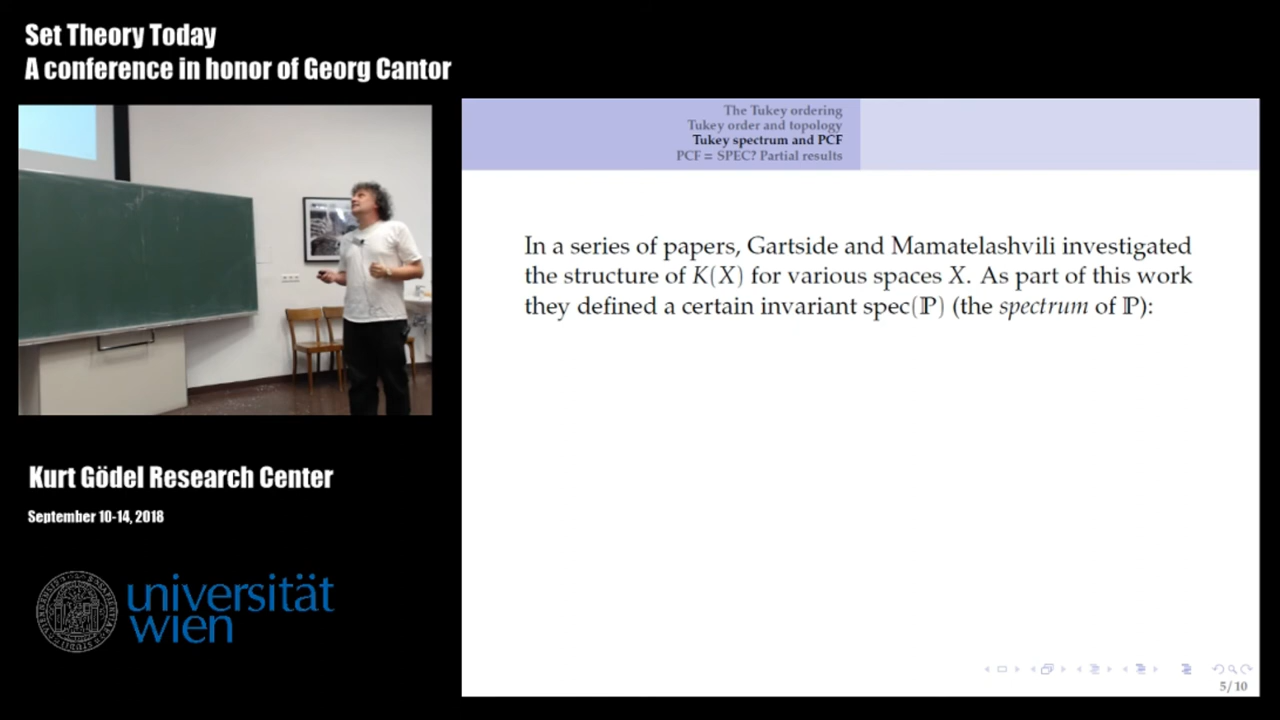 Set Theory Today
A conference in honor of Georg Cantor
The Tukey ordering
Tukey order and topology
Tukey spectrum and PCF
PCF = SPEC? Partial results
In a series of papers, Gartside and Mamatelashvili investigated
the structure of K(X) for various spaces X. As part of this work
they defined a certain invariant spec(ℙ) (the spectrum of ℙ):
Kurt Gödel Research Center
September 10-14, 2018
universität
wien
5/10